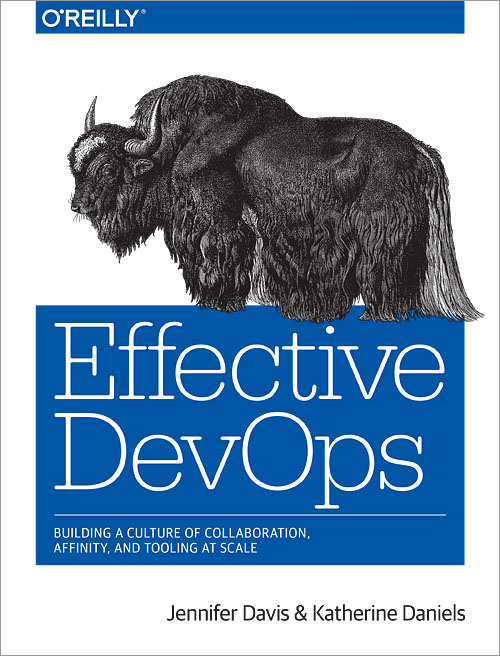 O'REILLY®
Effective
DevOps
BUILDING A CULTURE OF COLLABORATION,
AFFINITY, AND TOOLING AT SCALE
Jennifer Davis & Katherine Daniels